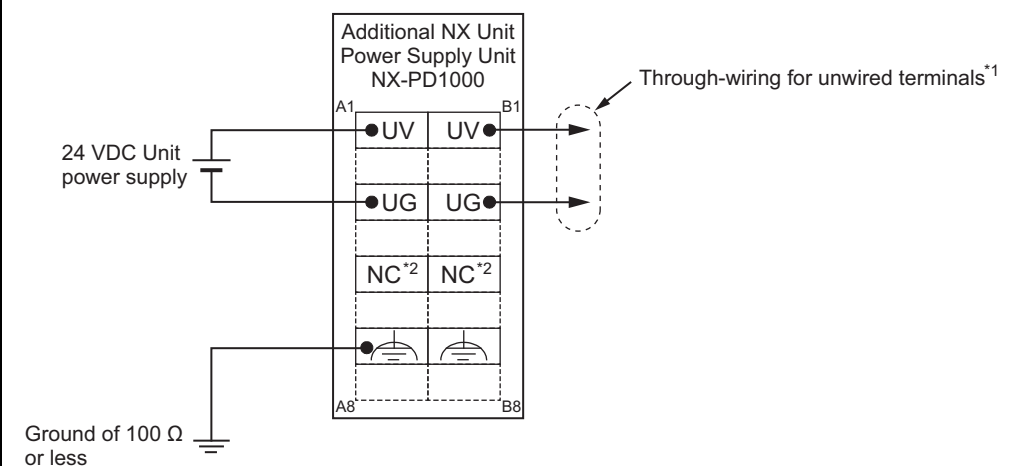 Additional NX Unit
Power Supply Unit
NX-PD1000
Through-wiring for unwired terminals*1
A1
B1
UV
UV
24 VDC Unit
power supply
UG
UG
NC*2
NC*2
A8
B8
Ground of 100 Ω
or less